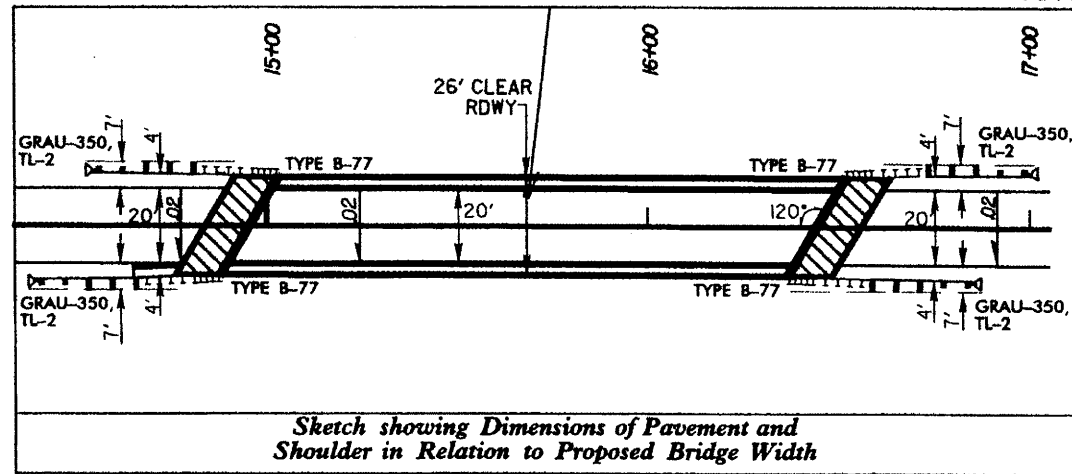 15+00
16+00
17+00
26' CLEAR
RDWY
GRAU-350,
TL-2
7'
4'
TYPE B-77
TYPE B-77
4'
7'
GRAU-350,
TL-2
20'
.02
.02
20'
120°
20'
.02
GRAU-350,
TL-2
7'
4'
TYPE B-77
TYPE B-77
4'
7'
GRAU-350,
TL-2
Sketch showing Dimensions of Pavement and
Shoulder in Relation to Proposed Bridge Width